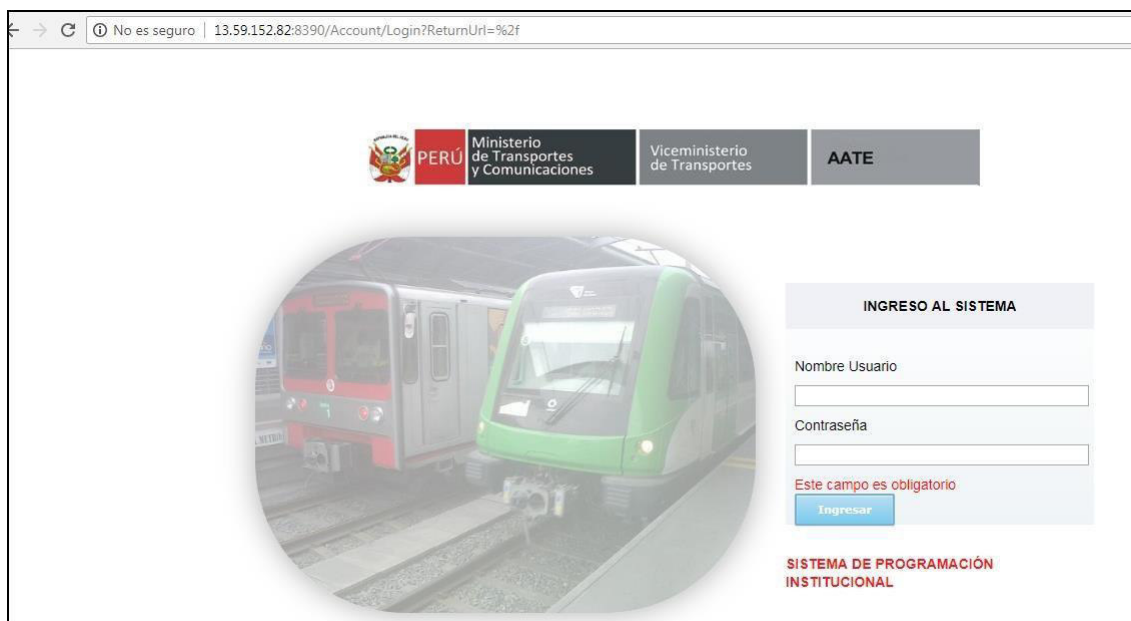 No es seguro | 13.59.152.82:8390/Account/Login?ReturnUrl=%2f
PERÚ
Ministerio
de Transportes
y Comunicaciones
Viceministerio
de Transportes
AATE
INGRESO AL SISTEMA
Nombre Usuario
Contraseña
Este campo es obligatorio
Ingresar
SISTEMA DE PROGRAMACIÓN
INSTITUCIONAL